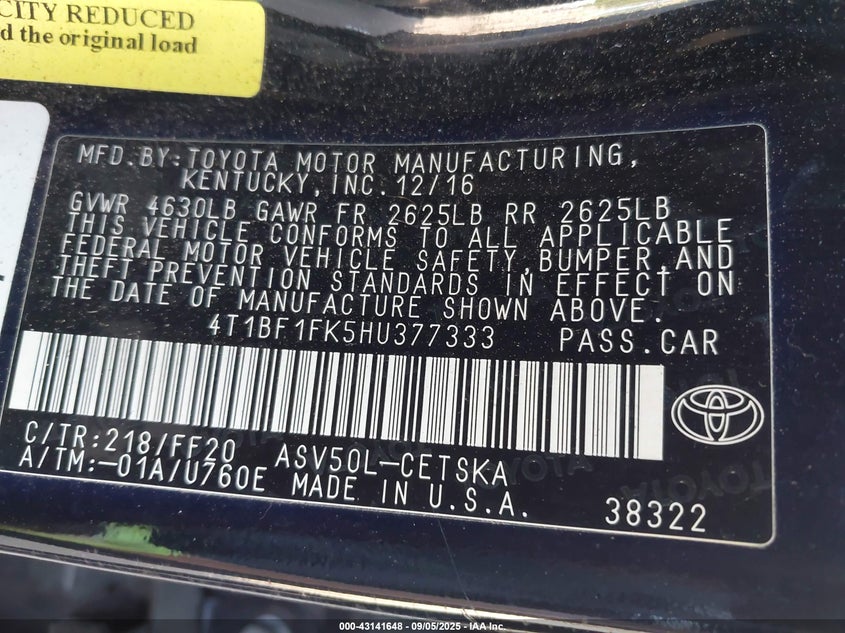 CITY REDUCED
d the original load
MFD.BY:TOYOTA MOTOR MANUFACTURING,
KENTUCKY,INC.12/16
GVWR 4630LB GAWR FR 2625LB RR 2625LB
THIS VEHICLE CONFORMS TO ALL APPLICABLE
FEDERAL MOTOR VEHICLE SAFETY,BUMPER,AND
THEFT PREVENTION STANDARDS IN EFFECT ON
THE DATE OF MANUFACTURE SHOWN ABOVE.
4T1BF1FK5HU377333 PASS.CAR
C/TR:218/FF20 ASV50L-CETSKA
A/TM:-01A/U760E MADE IN U.S.A.
38322
000-43141648 - 09/05/2025 - IAA Inc.